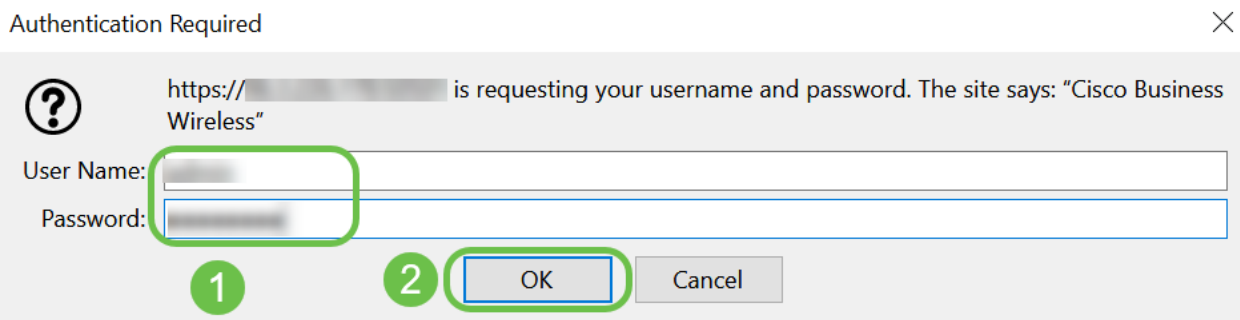 Authentication Required
https:// is requesting your username and password. The site says: “Cisco Business
Wireless”
User Name:
Password:
1
2
OK
Cancel